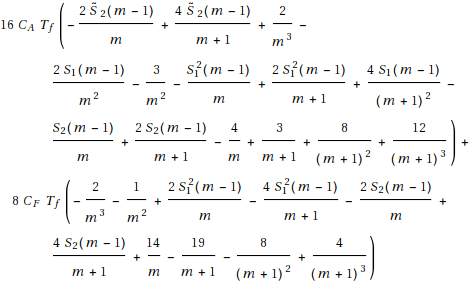 16 C_A T_f ( - 2 S̃_2(m - 1)/m + 4 S̃_2(m - 1)/(m + 1) + 2/m^3 -
2 S_1(m - 1)/m^2 - 3/m^2 - S_1^2(m - 1)/m + 2 S_1^2(m - 1)/(m + 1) + 4 S_1(m - 1)/(m + 1)^2 -
S_2(m - 1)/m + 2 S_2(m - 1)/(m + 1) - 4/m + 3/(m + 1) + 8/(m + 1)^2 + 12/(m + 1)^3 ) +
8 C_F T_f ( - 2/m^3 - 1/m^2 + 2 S_1^2(m - 1)/m - 4 S_1^2(m - 1)/(m + 1) - 2 S_2(m - 1)/m +
4 S_2(m - 1)/(m + 1) + 14/m - 19/(m + 1) - 8/(m + 1)^2 + 4/(m + 1)^3 )